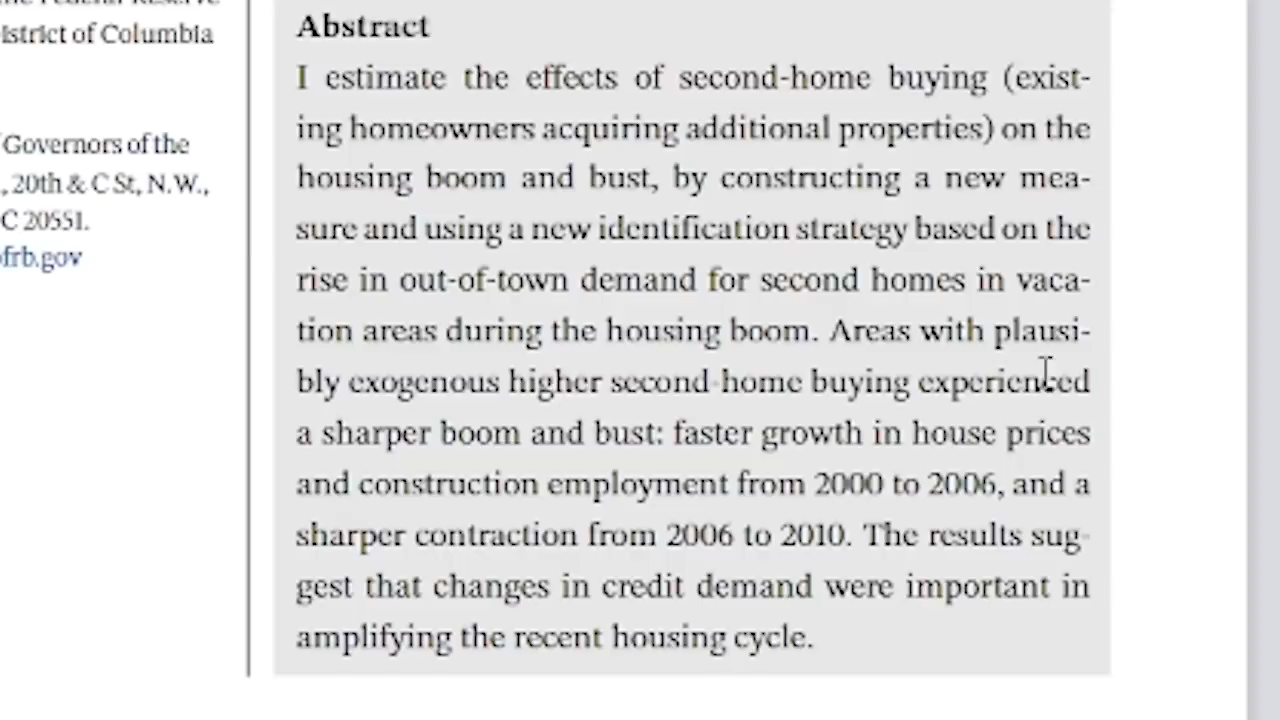 District of Columbia
Governors of the
, 20th & C St, N.W.,
C 20551.
frb.gov
Abstract
I estimate the effects of second-home buying (exist-
ing homeowners acquiring additional properties) on the
housing boom and bust, by constructing a new mea-
sure and using a new identification strategy based on the
rise in out-of-town demand for second homes in vaca-
tion areas during the housing boom. Areas with plausi-
bly exogenous higher second-home buying experienced
a sharper boom and bust: faster growth in house prices
and construction employment from 2000 to 2006, and a
sharper contraction from 2006 to 2010. The results sug-
gest that changes in credit demand were important in
amplifying the recent housing cycle.